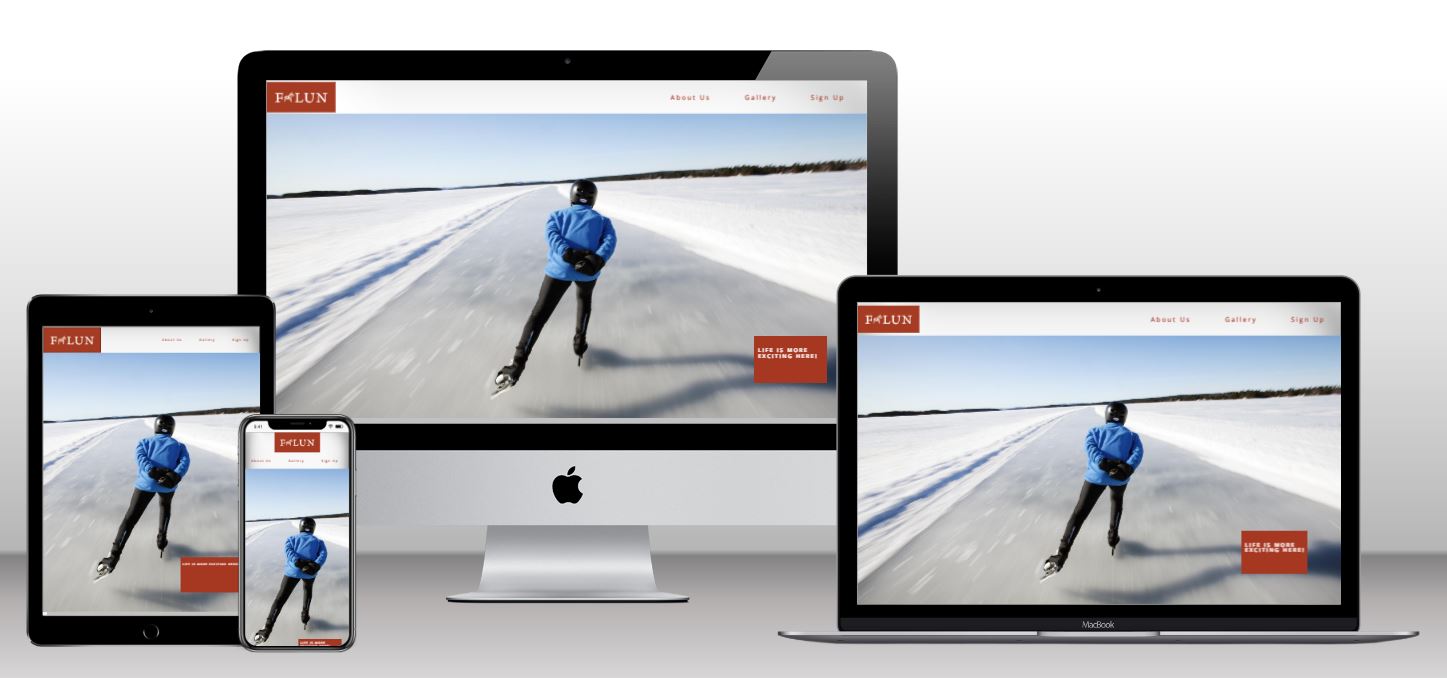 FALUN
About Us Gallery Sign Up
LIFE IS MORE
EXCITING HERE!
FALUN
About Us Gallery Sign Up
LIFE IS MORE EXCITING HERE!
9:41
FALUN
About Us Gallery Sign Up
LIFE IS MORE
FALUN
About Us Gallery Sign Up
LIFE IS MORE
EXCITING HERE!
MacBook